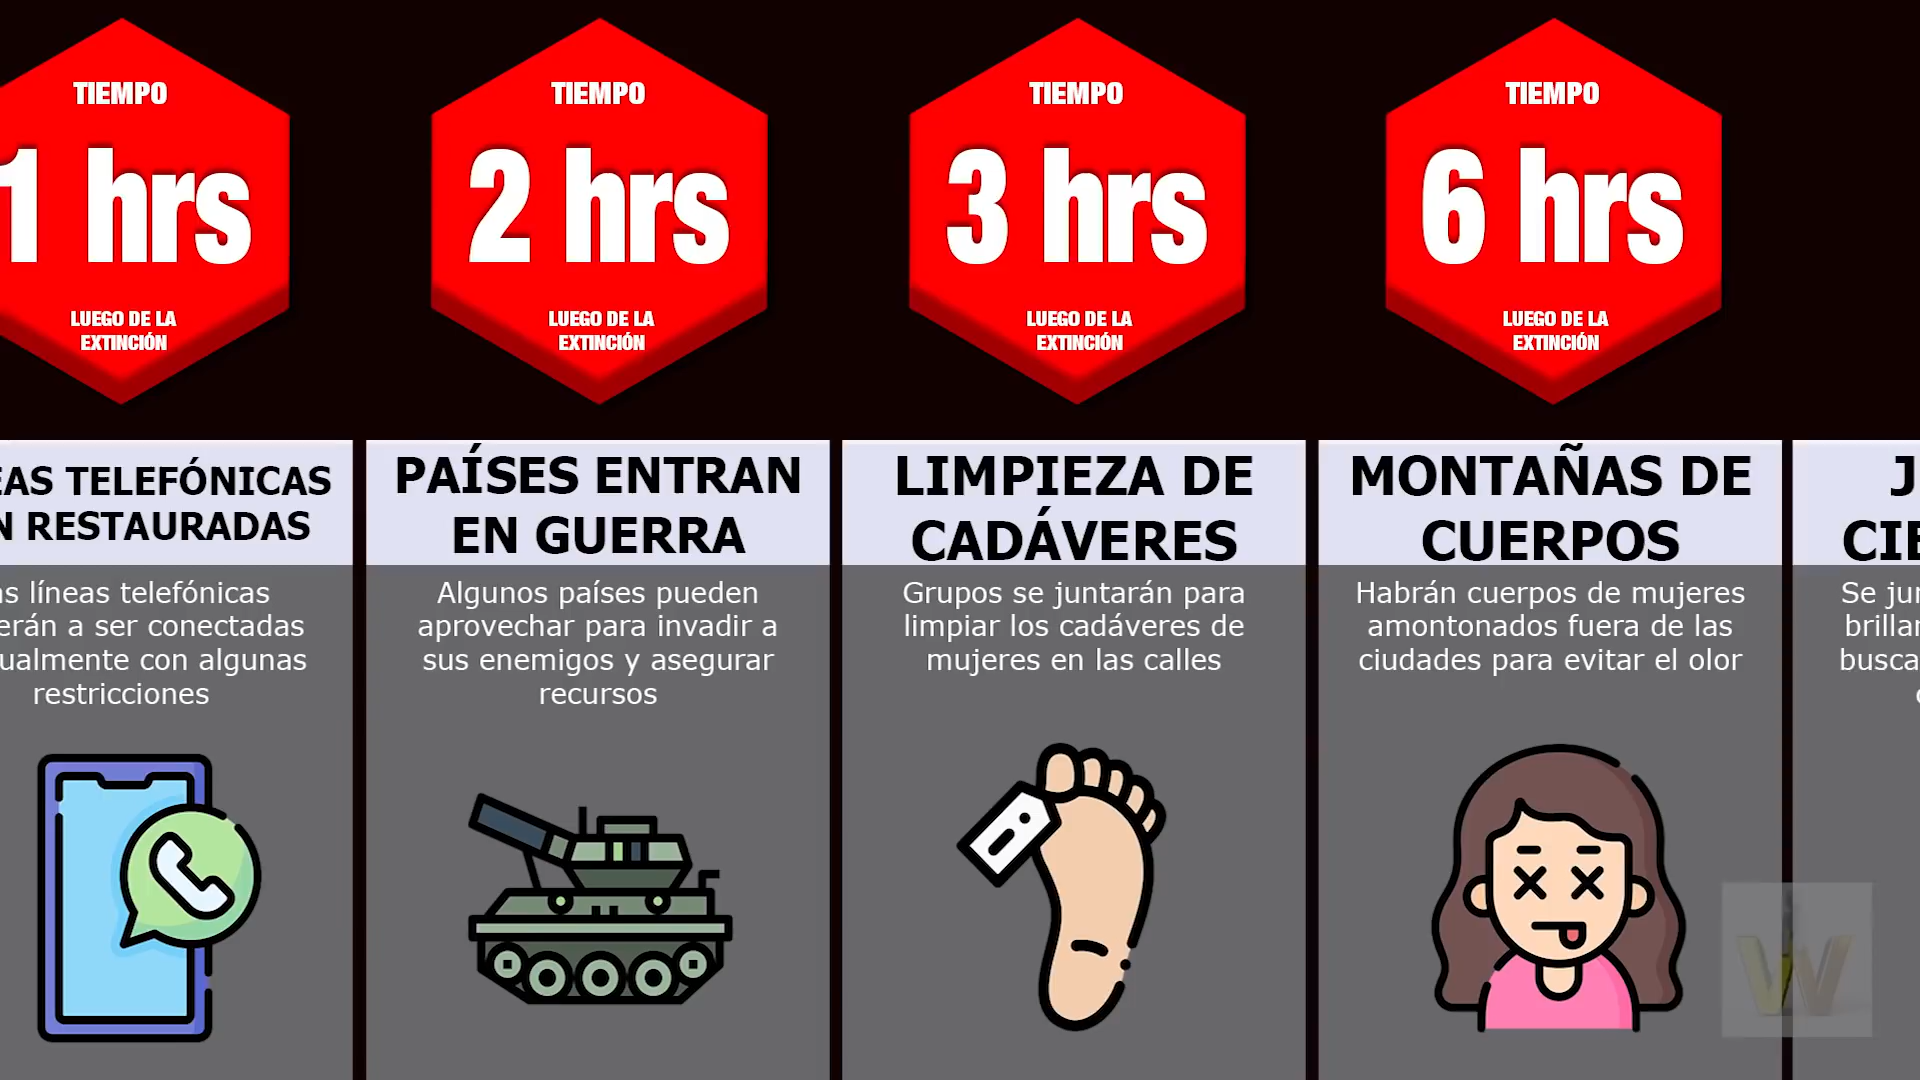 TIEMPO
1 hrs
LUEGO DE LA
EXTINCIÓN
TIEMPO
2 hrs
LUEGO DE LA
EXTINCIÓN
TIEMPO
3 hrs
LUEGO DE LA
EXTINCIÓN
TIEMPO
6 hrs
LUEGO DE LA
EXTINCIÓN
TELEFÓNICAS
RESTAURADAS
líneas telefónicas
a ser conectadas
con algunas
restricciones
PAÍSES ENTRAN
EN GUERRA
Algunos países pueden
aprovechar para invadir a
sus enemigos y asegurar
recursos
LIMPIEZA DE
CADÁVERES
Grupos se juntarán para
limpiar los cadáveres de
mujeres en las calles
MONTAÑAS DE
CUERPOS
Habrán cuerpos de mujeres
amontonados fuera de las
ciudades para evitar el olor
Se